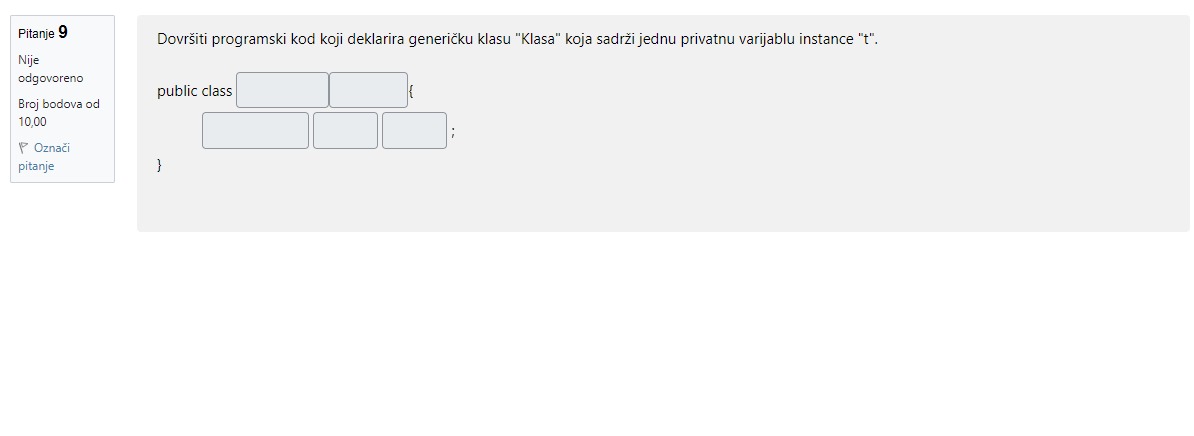 Pitanje 9
Nije
odgovoreno
Broj bodova od
10,00
Označi
pitanje
Dovršiti programski kod koji deklarira generičku klasu "Klasa" koja sadrži jednu privatnu varijablu instance "t".
public class {
;
}